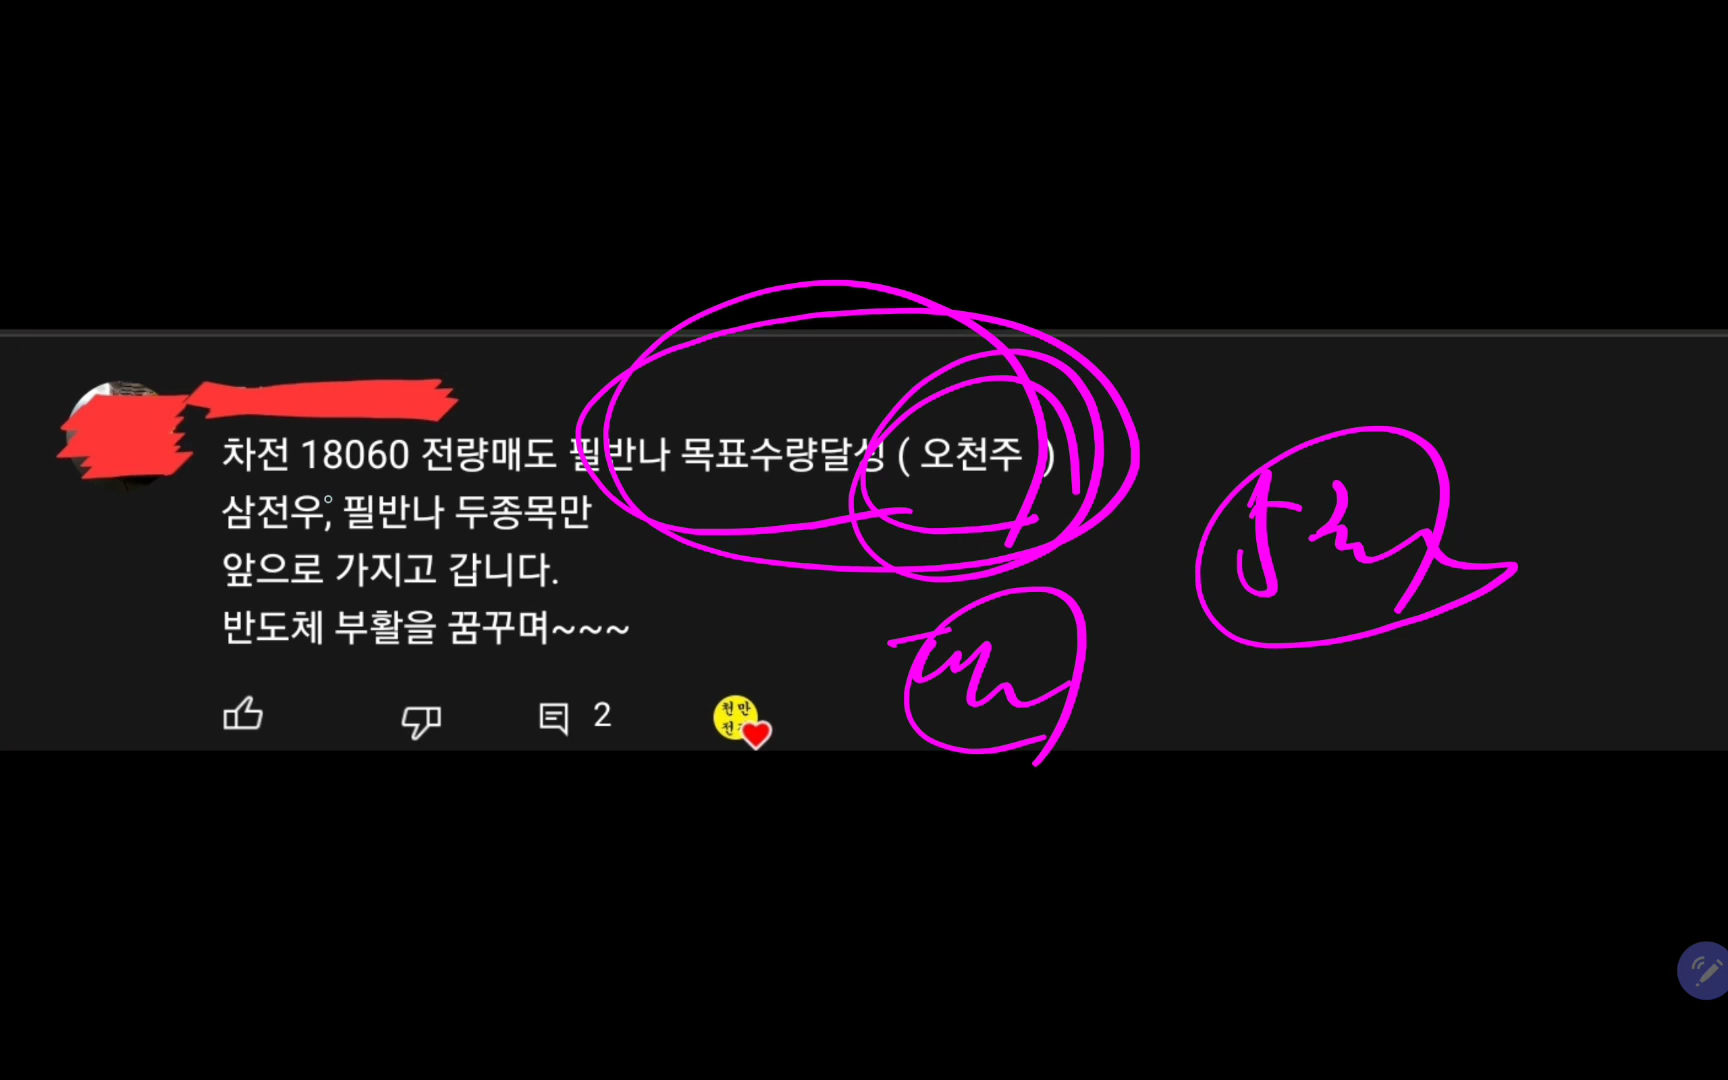 차전 18060 전량매도 필반나 목표수량달성 ( 오천주 )
삼전우, 필반나 두종목만
앞으로 가지고 갑니다.
반도체 부활을 꿈꾸며~~~
2
천만